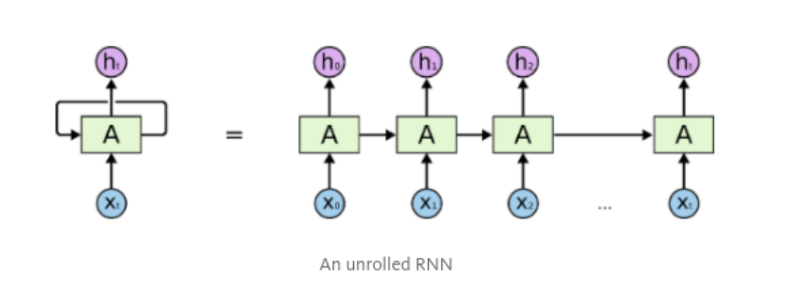 hₜ h₀ h₁ h₂ hₜ
A = A A A A
xₜ x₀ x₁ x₂ ... xₜ
An unrolled RNN